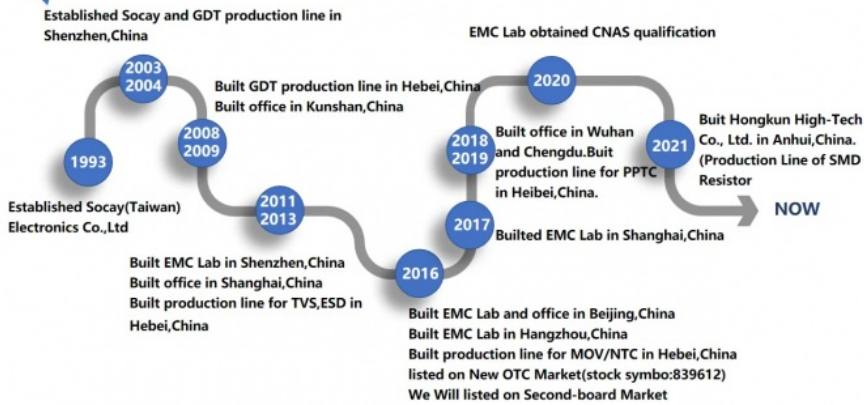 Established Socay and GDT production line in
Shenzhen,China
EMC Lab obtained CNAS qualification
2003
2004
2020
Built GDT production line in Hebei,China
Built office in Kunshan,China
2008
2009
1993
2018
2019
Built office in Wuhan
and Chengdu.Buit
production line for PPTC
in Heibei,China.
2021
Buit Hongkun High-Tech
Co., Ltd. in Anhui,China.
(Production Line of SMD
Resistor
Established Socay(Taiwan)
Electronics Co.,Ltd
2011
2013
NOW
2017
Builted EMC Lab in Shanghai,China
Built EMC Lab in Shenzhen,China
Built office in Shanghai,China
Built production line for TVS,ESD in
Hebei,China
2016
Built EMC Lab and office in Beijing,China
Built EMC Lab in Hangzhou,China
Built production line for MOV/NTC in Hebei,China
listed on New OTC Market(stock symbo:839612)
We Will listed on Second-board Market